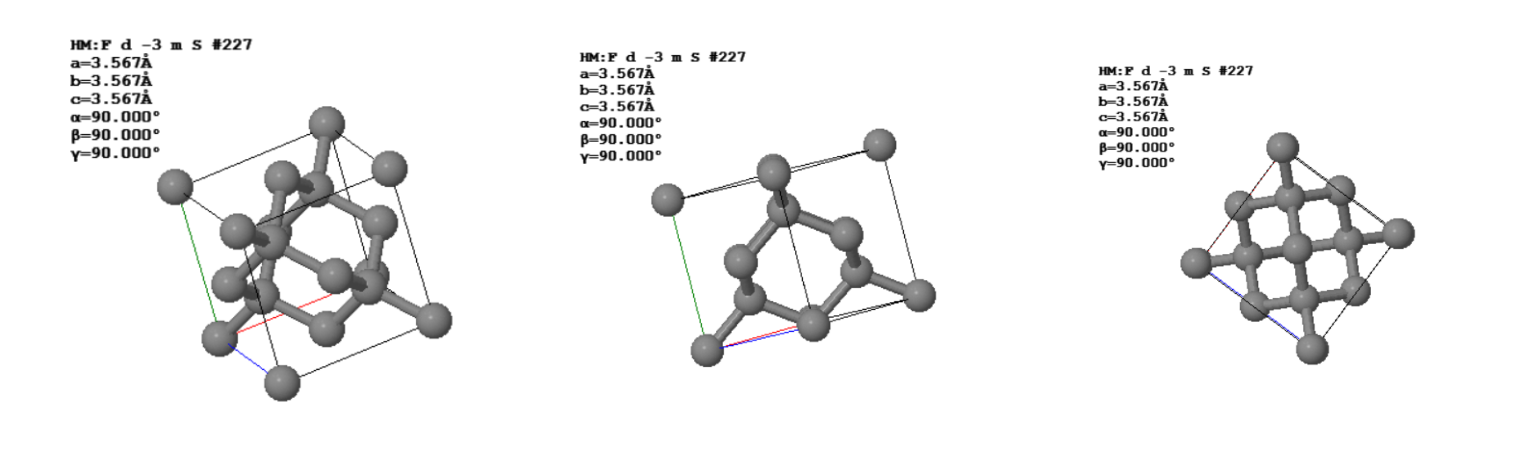 HM:F d -3 m S #227
a=3.567Å
b=3.567Å
c=3.567Å
α=90.000°
β=90.000°
γ=90.000°
HM:F d -3 m S #227
a=3.567Å
b=3.567Å
c=3.567Å
α=90.000°
β=90.000°
γ=90.000°
HM:F d -3 m S #227
a=3.567Å
b=3.567Å
c=3.567Å
α=90.000°
β=90.000°
γ=90.000°